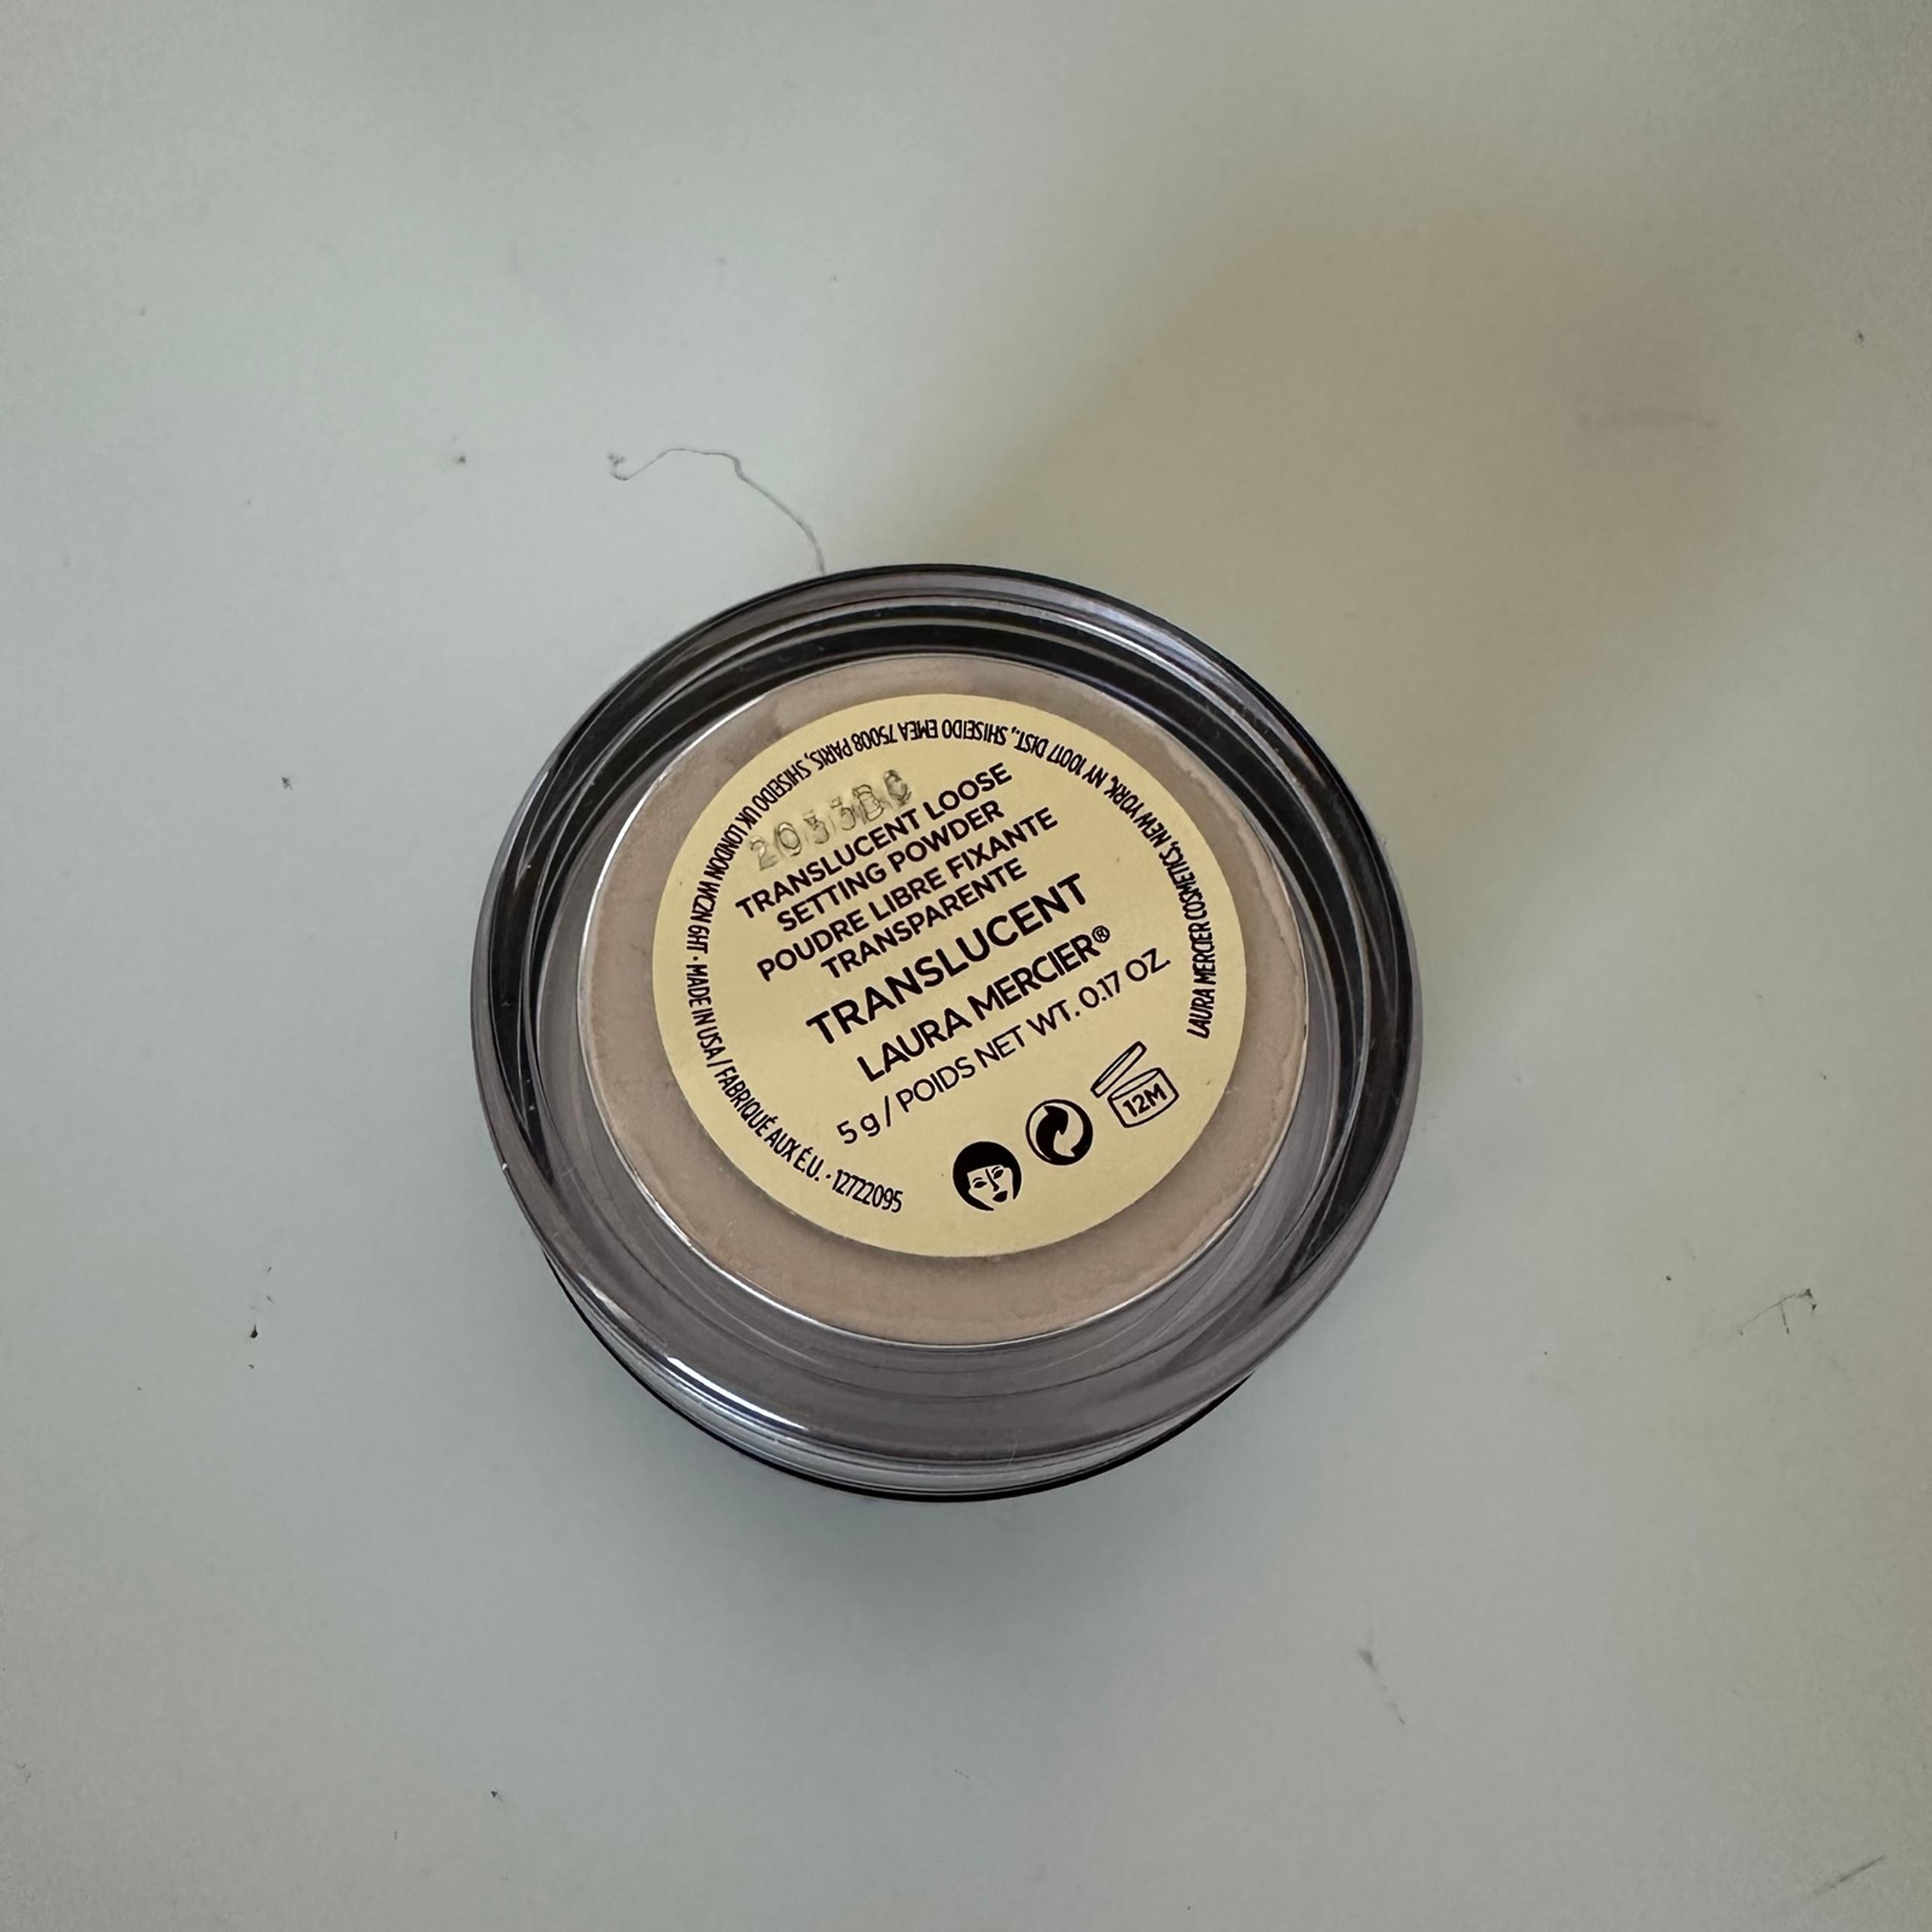 TRANSLUCENT LOOSE
SETTING POWDER
POUDRE LIBRE FIXANTE
TRANSPARENTE
TRANSLUCENT
LAURA MERCIER®
5 g / POIDS NET WT. 0.17 OZ.
12M
LAURA MERCIER COSMETICS, NEW YORK, NY 10017 DIST., SHISEIDO EMEA 75008 PARIS, SHISEIDO UK LONDON WC2N 6HT · MADE IN USA / FABRIQUÉ AUX É.U. · 12722095